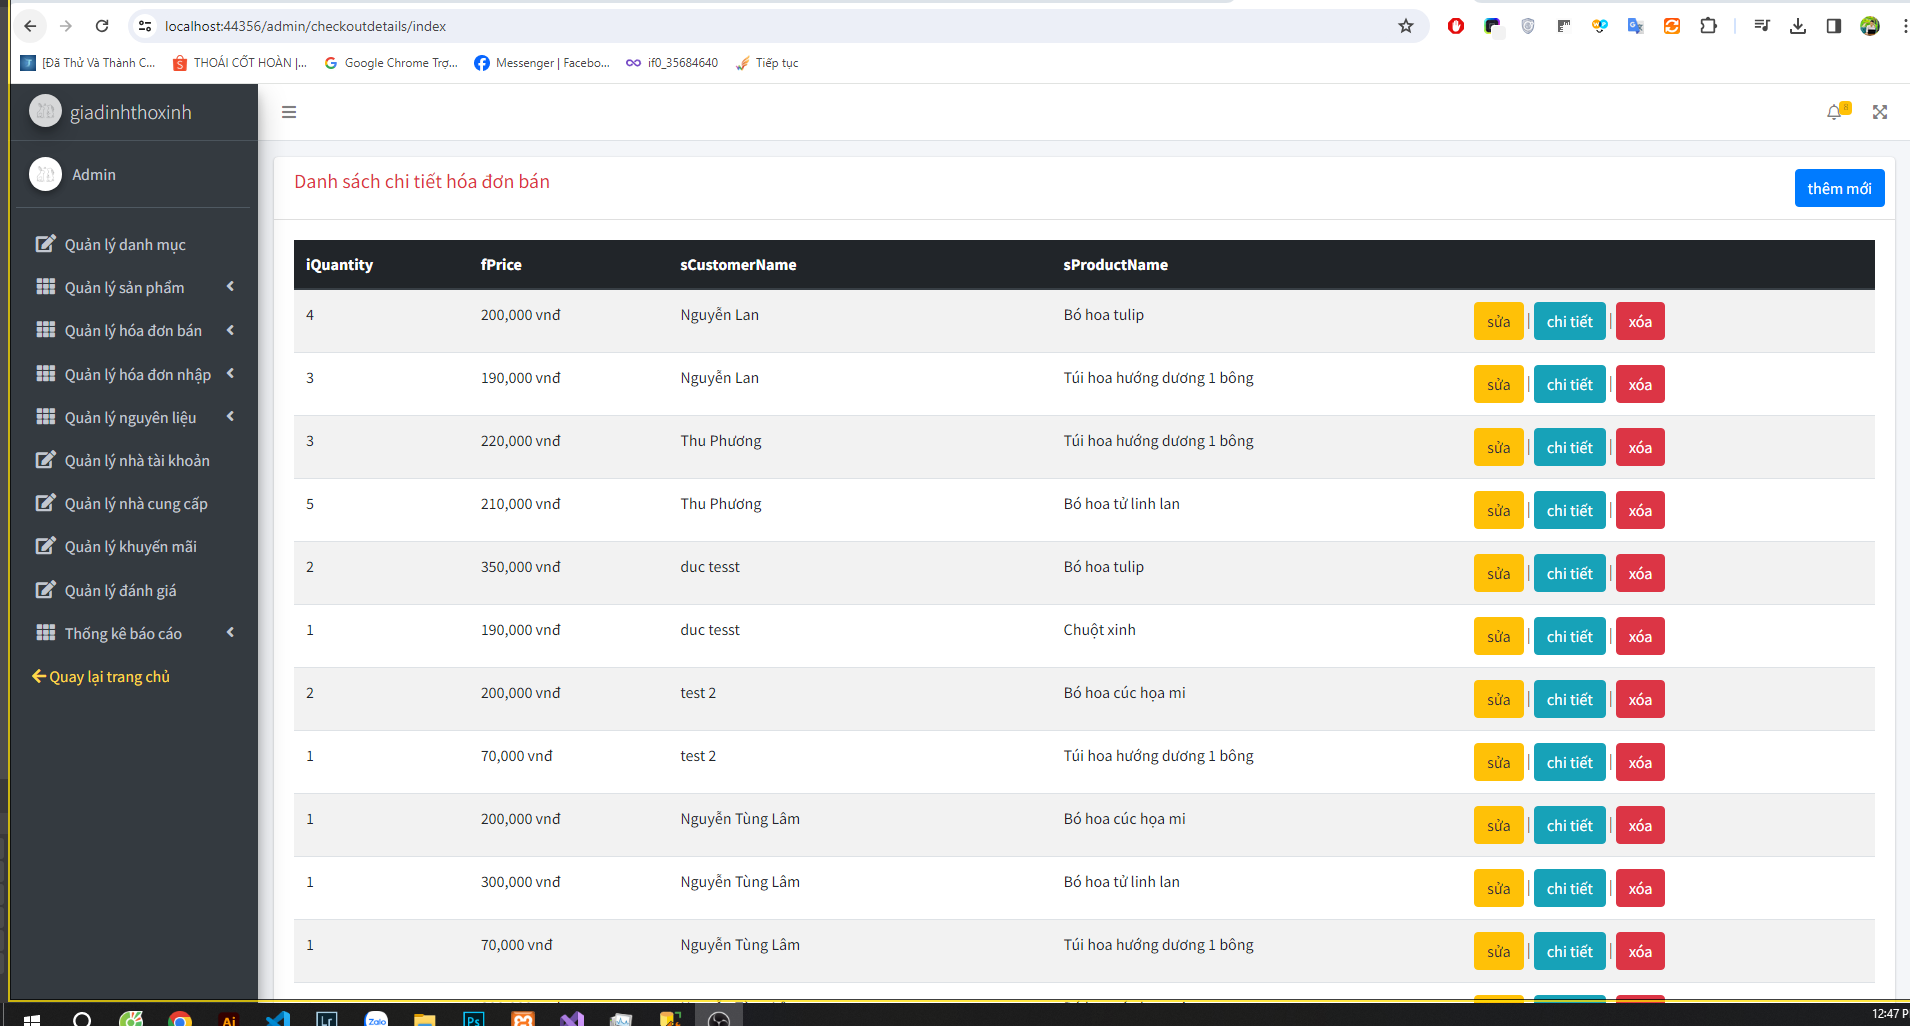 localhost:44356/admin/checkoutdetails/index
[Đã Thử Và Thành C...
THOÁI CỐT HOÀN |...
Google Chrome Trợ...
Messenger | Facebo...
if0_35684640
Tiếp tục
giadinhthoxinh
8
Admin
Quản lý danh mục
Quản lý sản phẩm
Quản lý hóa đơn bán
Quản lý hóa đơn nhập
Quản lý nguyên liệu
Quản lý nhà tài khoản
Quản lý nhà cung cấp
Quản lý khuyến mãi
Quản lý đánh giá
Thống kê báo cáo
Quay lại trang chủ
Danh sách chi tiết hóa đơn bán
thêm mới
iQuantity fPrice sCustomerName sProductName
4 200,000 vnđ Nguyễn Lan Bó hoa tulip sửa | chi tiết | xóa
3 190,000 vnđ Nguyễn Lan Túi hoa hướng dương 1 bông sửa | chi tiết | xóa
3 220,000 vnđ Thu Phương Túi hoa hướng dương 1 bông sửa | chi tiết | xóa
5 210,000 vnđ Thu Phương Bó hoa tử linh lan sửa | chi tiết | xóa
2 350,000 vnđ duc tesst Bó hoa tulip sửa | chi tiết | xóa
1 190,000 vnđ duc tesst Chuột xinh sửa | chi tiết | xóa
2 200,000 vnđ test 2 Bó hoa cúc họa mi sửa | chi tiết | xóa
1 70,000 vnđ test 2 Túi hoa hướng dương 1 bông sửa | chi tiết | xóa
1 200,000 vnđ Nguyễn Tùng Lâm Bó hoa cúc họa mi sửa | chi tiết | xóa
1 300,000 vnđ Nguyễn Tùng Lâm Bó hoa tử linh lan sửa | chi tiết | xóa
1 70,000 vnđ Nguyễn Tùng Lâm Túi hoa hướng dương 1 bông sửa | chi tiết | xóa
Ai
Lr
Zalo
Ps
12:47 P